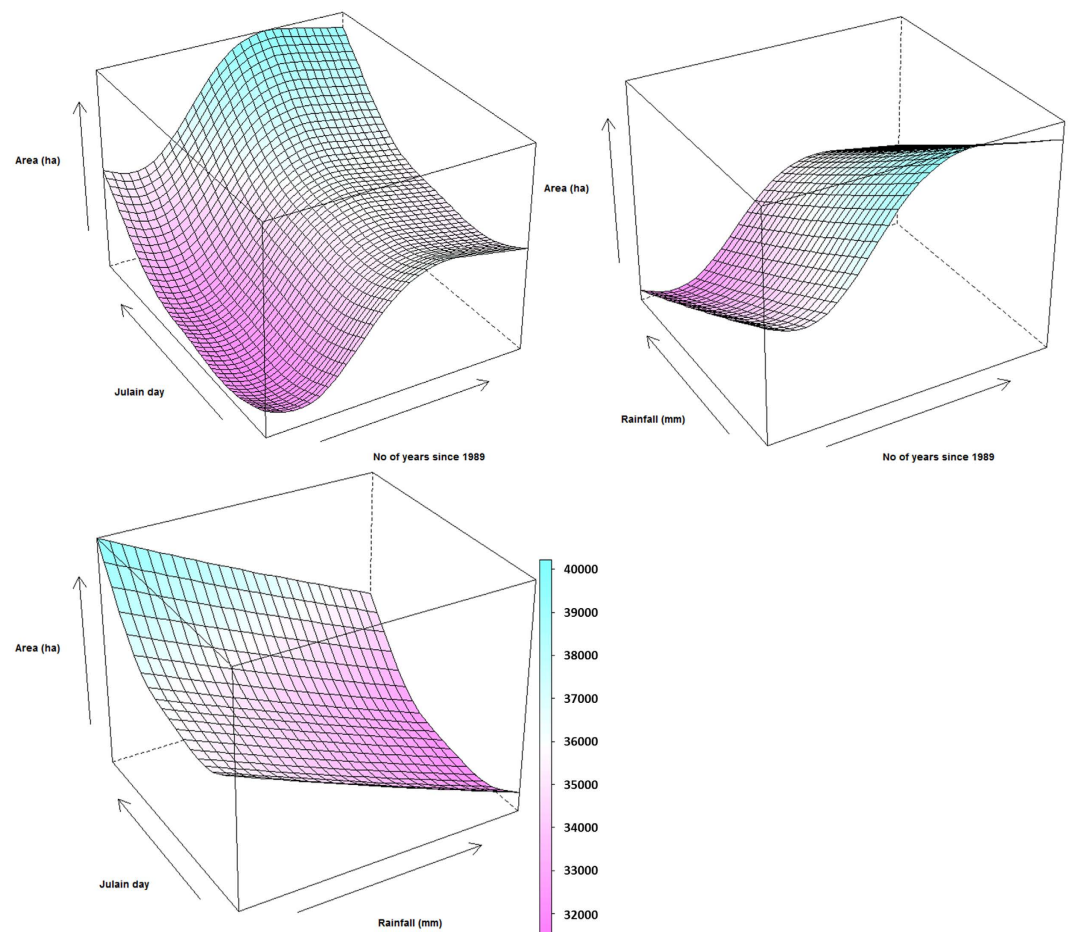 Area (ha)
Julain day
No of years since 1989
Area (ha)
Rainfall (mm)
No of years since 1989
Area (ha)
Julain day
Rainfall (mm)
40000
39000
38000
37000
36000
35000
34000
33000
32000